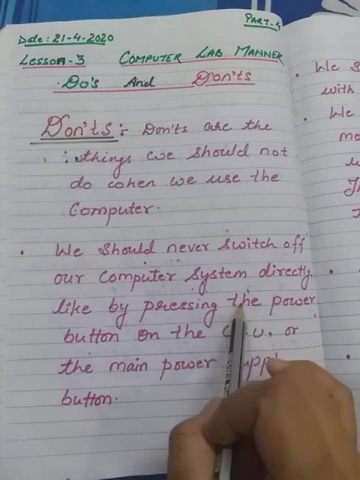 PART-
Date: 21-4-2020
Lesson-3 Computer Lab Manner
Do's And Don'ts
Don'ts:- Don'ts are the
things we should not
do when we use the
Computer.
We should never switch off
our computer system directly.
like by pressing the power
button on the C.P.U. or
the main power
button.
We
with
We